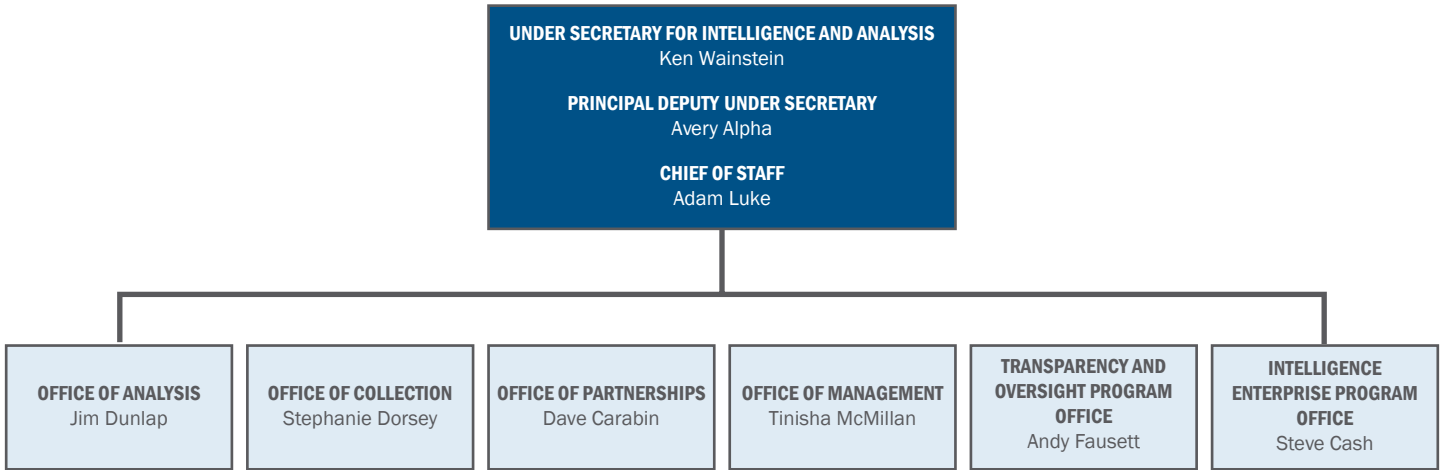 UNDER SECRETARY FOR INTELLIGENCE AND ANALYSIS
Ken Wainstein
PRINCIPAL DEPUTY UNDER SECRETARY
Avery Alpha
CHIEF OF STAFF
Adam Luke
OFFICE OF ANALYSIS
Jim Dunlap
OFFICE OF COLLECTION
Stephanie Dorsey
OFFICE OF PARTNERSHIPS
Dave Carabin
OFFICE OF MANAGEMENT
Tinisha McMillan
TRANSPARENCY AND
OVERSIGHT PROGRAM
OFFICE
Andy Fausett
INTELLIGENCE
ENTERPRISE PROGRAM
OFFICE
Steve Cash